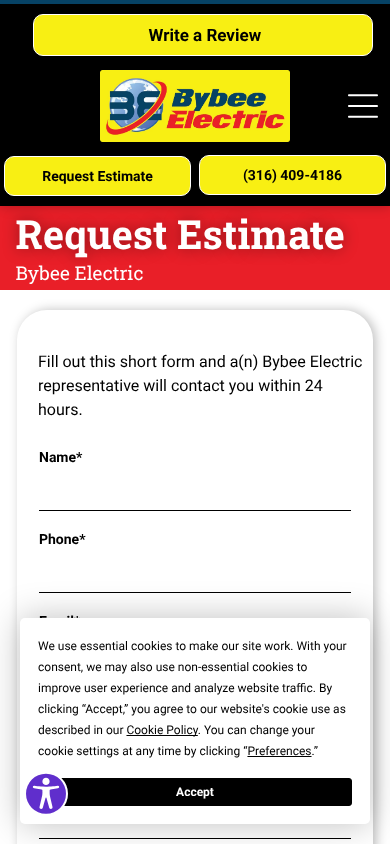 Write a Review
BE Bybee
Electric
Request Estimate
(316) 409-4186
Request Estimate
Bybee Electric
Fill out this short form and a(n) Bybee Electric
representative will contact you within 24
hours.
Name*
Phone*
We use essential cookies to make our site work. With your
consent, we may also use non-essential cookies to
improve user experience and analyze website traffic. By
clicking “Accept,” you agree to our website's cookie use as
described in our Cookie Policy. You can change your
cookie settings at any time by clicking “Preferences.”
Accept